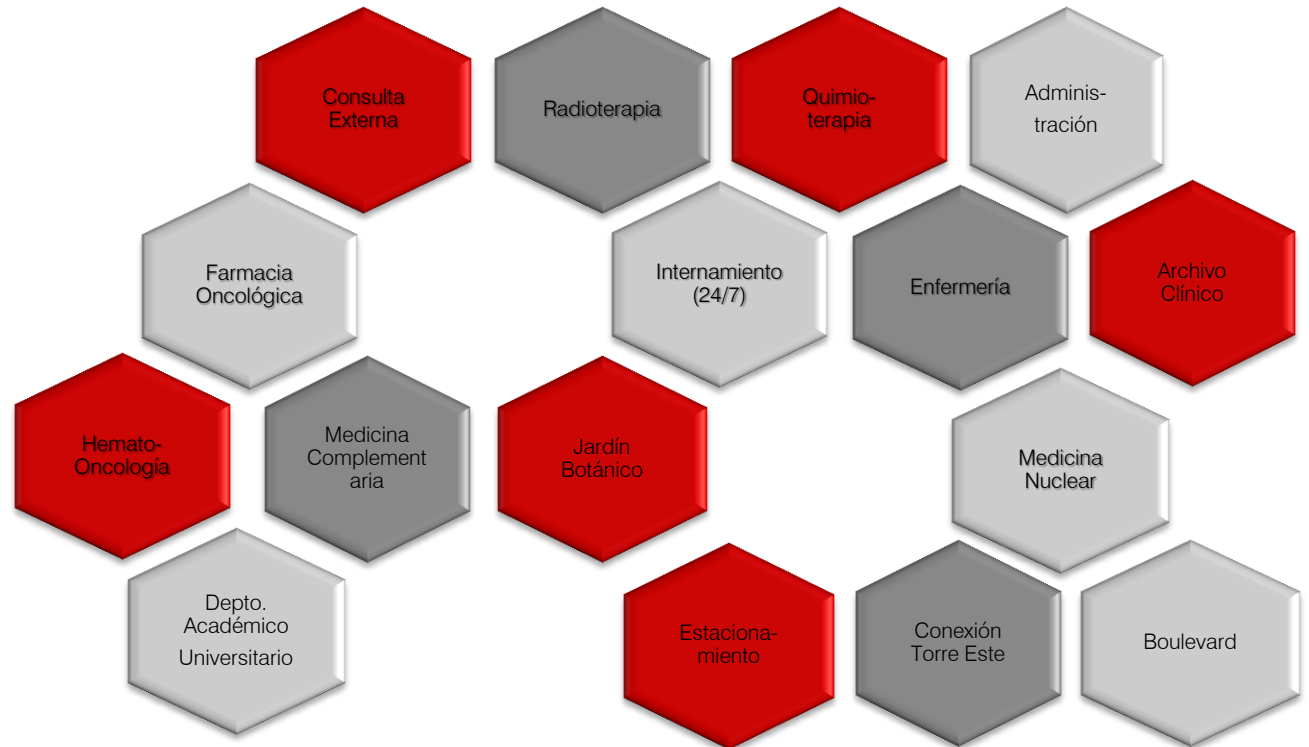 Consulta
Externa
Radioterapia
Quimio-
terapia
Adminis-
tración
Farmacia
Oncológica
Internamiento
(24/7)
Enfermería
Archivo
Clínico
Hemato-
Oncología
Medicina
Complement
aria
Jardín
Botánico
Medicina
Nuclear
Depto.
Académico
Universitario
Estaciona-
miento
Conexión
Torre Este
Boulevard